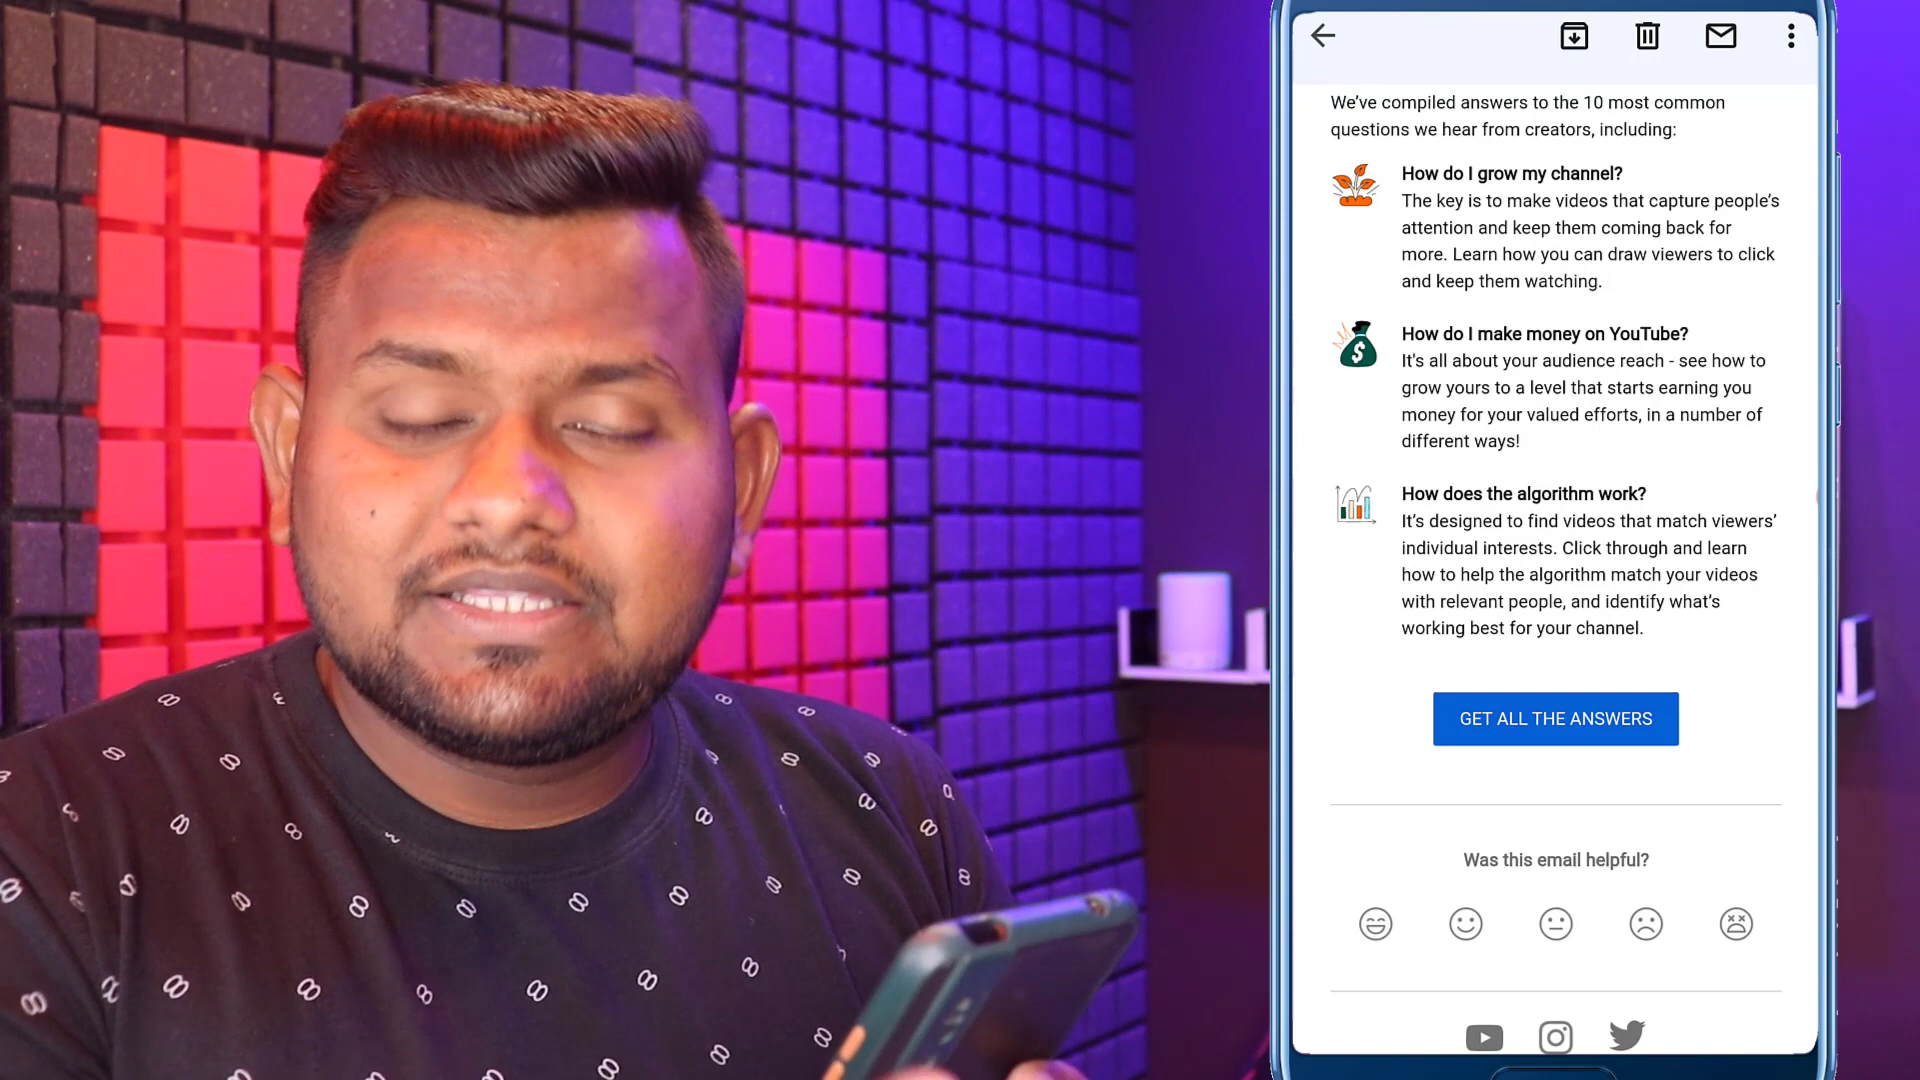 We've compiled answers to the 10 most common
questions we hear from creators, including:
How do I grow my channel?
The key is to make videos that capture people's
attention and keep them coming back for
more. Learn how you can draw viewers to click
and keep them watching.
$
How do I make money on YouTube?
It's all about your audience reach - see how to
grow yours to a level that starts earning you
money for your valued efforts, in a number of
different ways!
How does the algorithm work?
It's designed to find videos that match viewers'
individual interests. Click through and learn
how to help the algorithm match your videos
with relevant people, and identify what's
working best for your channel.
GET ALL THE ANSWERS
Was this email helpful?